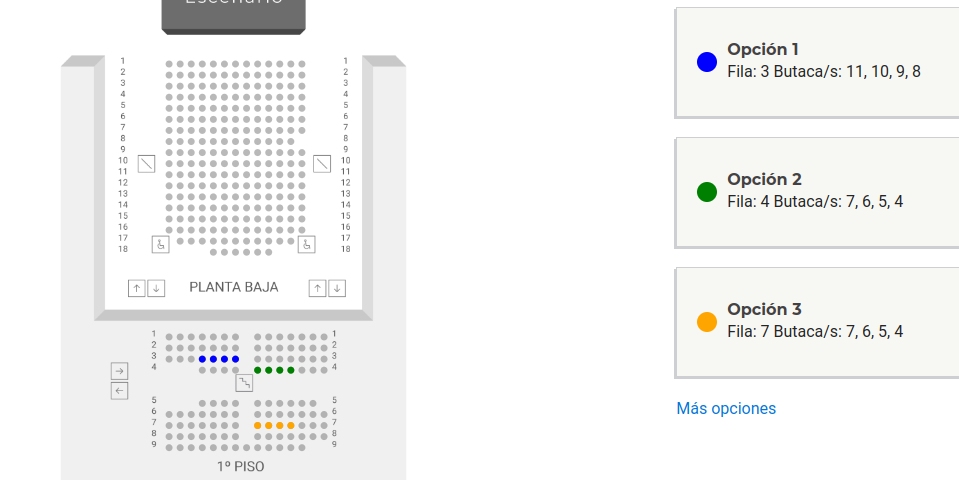 Escenario
1 1
2 2
3 3
4 4
5 5
6 6
7 7
8 8
9 9
10 10
11 11
12 12
13 13
14 14
15 15
16 16
17 17
18 18
PLANTA BAJA
1 1
2 2
3 3
4 4
5 5
6 6
7 7
8 8
9 9
1º PISO
Opción 1
Fila: 3 Butaca/s: 11, 10, 9, 8
Opción 2
Fila: 4 Butaca/s: 7, 6, 5, 4
Opción 3
Fila: 7 Butaca/s: 7, 6, 5, 4
Más opciones